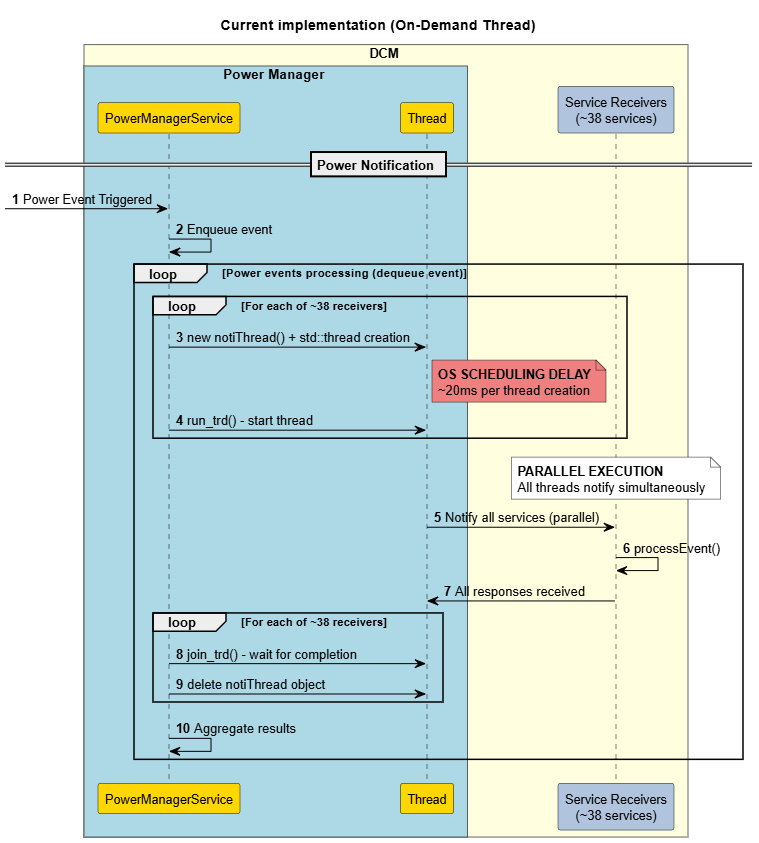 Current implementation (On-Demand Thread)
DCM
Power Manager
PowerManagerService
Thread
Service Receivers
(~38 services)
Power Notification
1 Power Event Triggered
2 Enqueue event
loop [Power events processing (dequeue event)]
loop [For each of ~38 receivers]
3 new notiThread() + std::thread creation
OS SCHEDULING DELAY
~20ms per thread creation
4 run_trd() - start thread
PARALLEL EXECUTION
All threads notify simultaneously
5 Notify all services (parallel)
6 processEvent()
7 All responses received
loop [For each of ~38 receivers]
8 join_trd() - wait for completion
9 delete notiThread object
10 Aggregate results
PowerManagerService
Thread
Service Receivers
(~38 services)